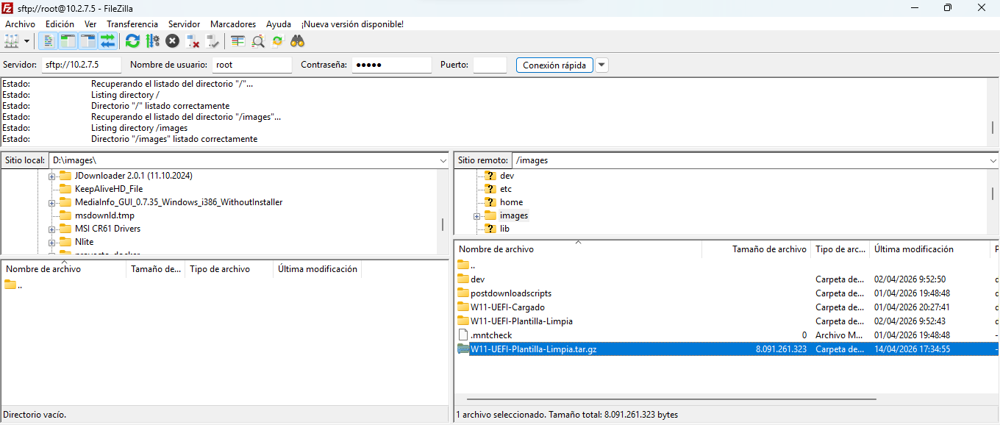 sftp://root@10.2.7.5 - FileZilla
Archivo Edición Ver Transferencia Servidor Marcadores Ayuda ¡Nueva versión disponible!
Servidor: sftp://10.2.7.5 Nombre de usuario: root Contraseña: ●●●●● Puerto: Conexión rápida
Estado: Recuperando el listado del directorio "/"...
Estado: Listing directory /
Estado: Directorio "/" listado correctamente
Estado: Recuperando el listado del directorio "/images"...
Estado: Listing directory /images
Estado: Directorio "/images" listado correctamente
Sitio local: D:\images\
JDownloader 2.0.1 (11.10.2024)
KeepAliveHD_File
MediaInfo_GUI_0.7.35_Windows_i386_WithoutInstaller
msdownld.tmp
MSI CR61 Drivers
Nlite
Nombre de archivo Tamaño de... Tipo de archivo Última modificación
..
Directorio vacío.
Sitio remoto: /images
dev
etc
home
images
lib
Nombre de archivo Tamaño de archivo Tipo de arc... Última modificación P
..
dev Carpeta de... 02/04/2026 9:52:50 d
postdownloadscripts Carpeta de... 01/04/2026 19:48:48 d
W11-UEFI-Cargado Carpeta de... 01/04/2026 20:27:41 d
W11-UEFI-Plantilla-Limpia Carpeta de... 02/04/2026 9:52:43 d
.mntcheck 0 Archivo M... 01/04/2026 19:48:48 -
W11-UEFI-Plantilla-Limpia.tar.gz 8.091.261.323 Carpeta de... 14/04/2026 17:34:55 -
1 archivo seleccionado. Tamaño total: 8.091.261.323 bytes